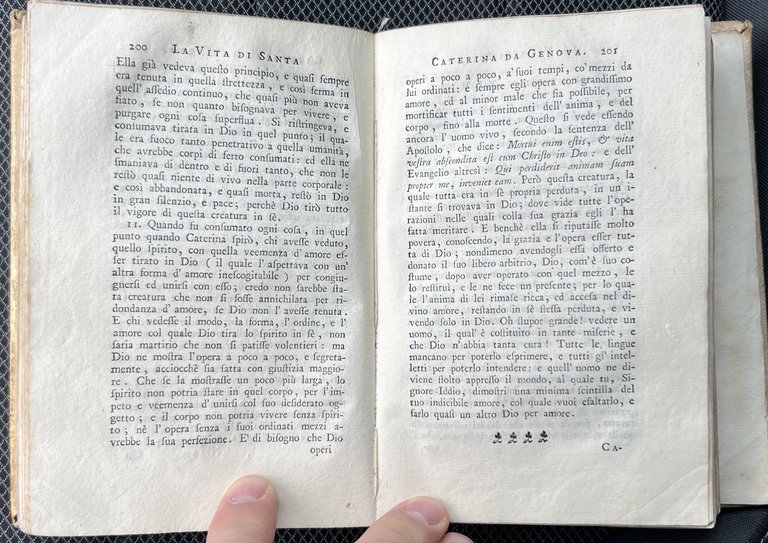 200 LA VITA DI SANTA
Ella già vedeva queſto principio, e quaſi ſempre
era tenuta in quella ſtrettezza, e così ferma in
quell' aſſedio continuo, che quaſi più non aveva
fiato, ſe non quanto biſognava per vivere, e
purgare ogni coſa ſuperflua. Si riſtringeva, e
conſumava tirata in Dio in quel punto; il qua-
le era fuoco tanto penetrativo a quella umanità,
che avrebbe corpi di ferro conſumati: ed ella ne
ſmaniava di dentro e di fuori tanto, che non le
reſtò quaſi niente di vivo nella parte corporale:
e così abbandonata, e quaſi morta, reſtò in Dio
in gran ſilenzio, e pace; perchè Dio tirò tutto
il vigore di queſta creatura in ſè.
11. Quando fu conſumato ogni coſa, in quel
punto quando Caterina ſpirò, chi aveſſe veduto,
quello ſpirito, con quella veemenza d'amore eſ-
ſer tirato in Dio (il quale l'aſpettava con un'
altra forma d'amore ineſcogitabile) per congiu-
gnerſi ed unirſi con eſſo; credo non ſarebbe ſta-
ta creatura che non ſi foſſe annichilata per ri-
dondanza d'amore, ſe Dio non l'aveſſe tenuta.
E chi vedeſſe il modo, la forma, l'ordine, e l'
amore col quale Dio tira lo ſpirito in ſè, non
ſaria martirio che non ſi patiſſe volentieri: ma
Dio ne moſtra l'opera a poco a poco, e ſegreta-
mente, acciocchè ſia fatta con giuſtizia maggio-
re. Che ſe la moſtraſſe un poco più larga, lo
ſpirito non potria ſtare in quel corpo, per l'im-
peto e veemenza d'unirſi col ſuo deſiderato og-
getto; e il corpo non potria vivere ſenza ſpiri-
to; nè l'opera ſenza i ſuoi ordinati mezzi a-
vrebbe la ſua perfezione. E' di biſogno che Dio
operi
CATERINA DA GENOVA. 201
operi a poco a poco, a' ſuoi tempi, co' mezzi da
lui ordinati: e ſempre egli opera con grandiſſimo
amore, ed al minor male che ſia poſſibile, per
mortificar tutti i ſentimenti dell' anima, e del
corpo, fino alla morte. Queſto ſi vede eſſendo
ancora l'uomo vivo, ſecondo la ſentenza dell'
Apoſtolo, che dice: Mortui enim eſtis, & vita
veſtra abſcondita eſt cum Chriſto in Deo: e dell'
Evangelio altresì: Qui perdiderit animam ſuam
propter me, inveniet eam. Però queſta creatura, la
quale tutta era in sè propria perduta, in un i-
ſtante ſi trovava in Dio; dove vide tutte l'ope-
razioni nelle quali colla ſua grazia egli l' ha
fatta meritare. E benchè ella ſi riputaſſe molto
povera, conoſcendo, la grazia e l'opera eſſer tut-
ta di Dio; nondimeno avendogli eſſa offerto e
donato il ſuo libero arbitrio, Dio, com'è ſuo co-
ſtume, dopo aver operato con quel mezzo, le
lo reſtituì, e le ne fece un preſente; per lo qua-
le l'anima di lei rimaſe ricca, ed acceſa nel di-
vino amore, reſtando in sè ſteſſa perduta, e vi-
vendo ſolo in Dio. Oh ſtupor grande! vedere un
uomo, il qual'è coſtituito in tante miſerie, e
che Dio n'abbia tanta cura! Tutte le lingue
mancano per poterlo eſprimere, e tutti gl' intel-
letti per poterlo intendere: e quell' uomo ne di-
viene ſtolto appreſſo il mondo, al quale tu, Si-
gnore Iddio, dimoſtri una minima ſcintilla del
tuo indicibile amore, col quale vuoi eſaltarlo, e
farlo quaſi un altro Dio per amore.
CA-